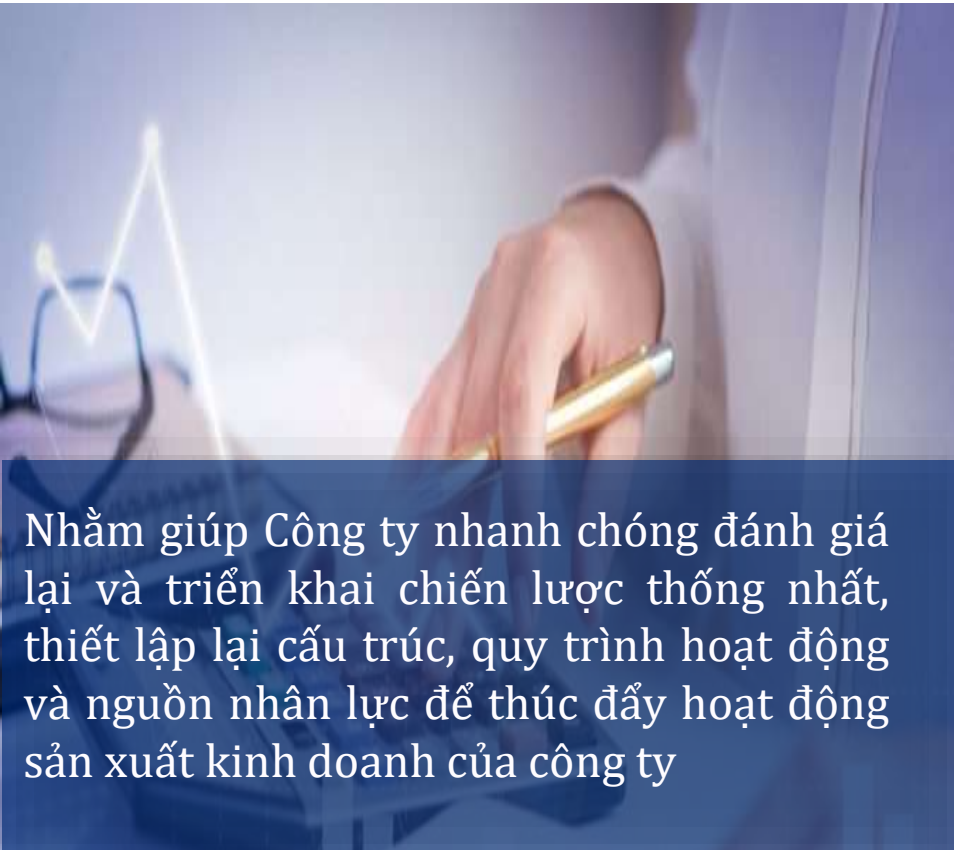 Nhằm giúp Công ty nhanh chóng đánh giá
lại và triển khai chiến lược thống nhất,
thiết lập lại cấu trúc, quy trình hoạt động
và nguồn nhân lực để thúc đẩy hoạt động
sản xuất kinh doanh của công ty